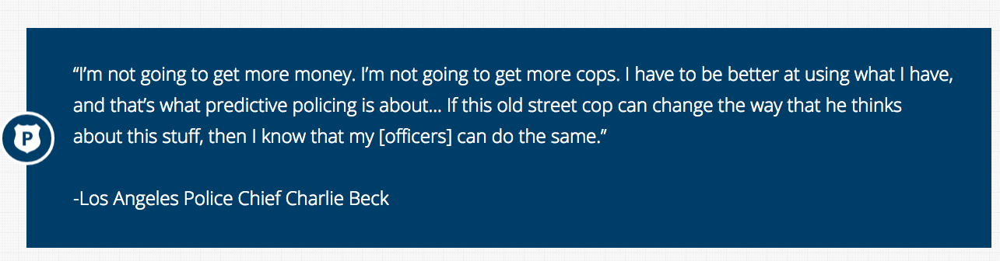 “I’m not going to get more money. I’m not going to get more cops. I have to be better at using what I have,
and that’s what predictive policing is about... If this old street cop can change the way that he thinks
about this stuff, then I know that my [officers] can do the same.”
P
-Los Angeles Police Chief Charlie Beck